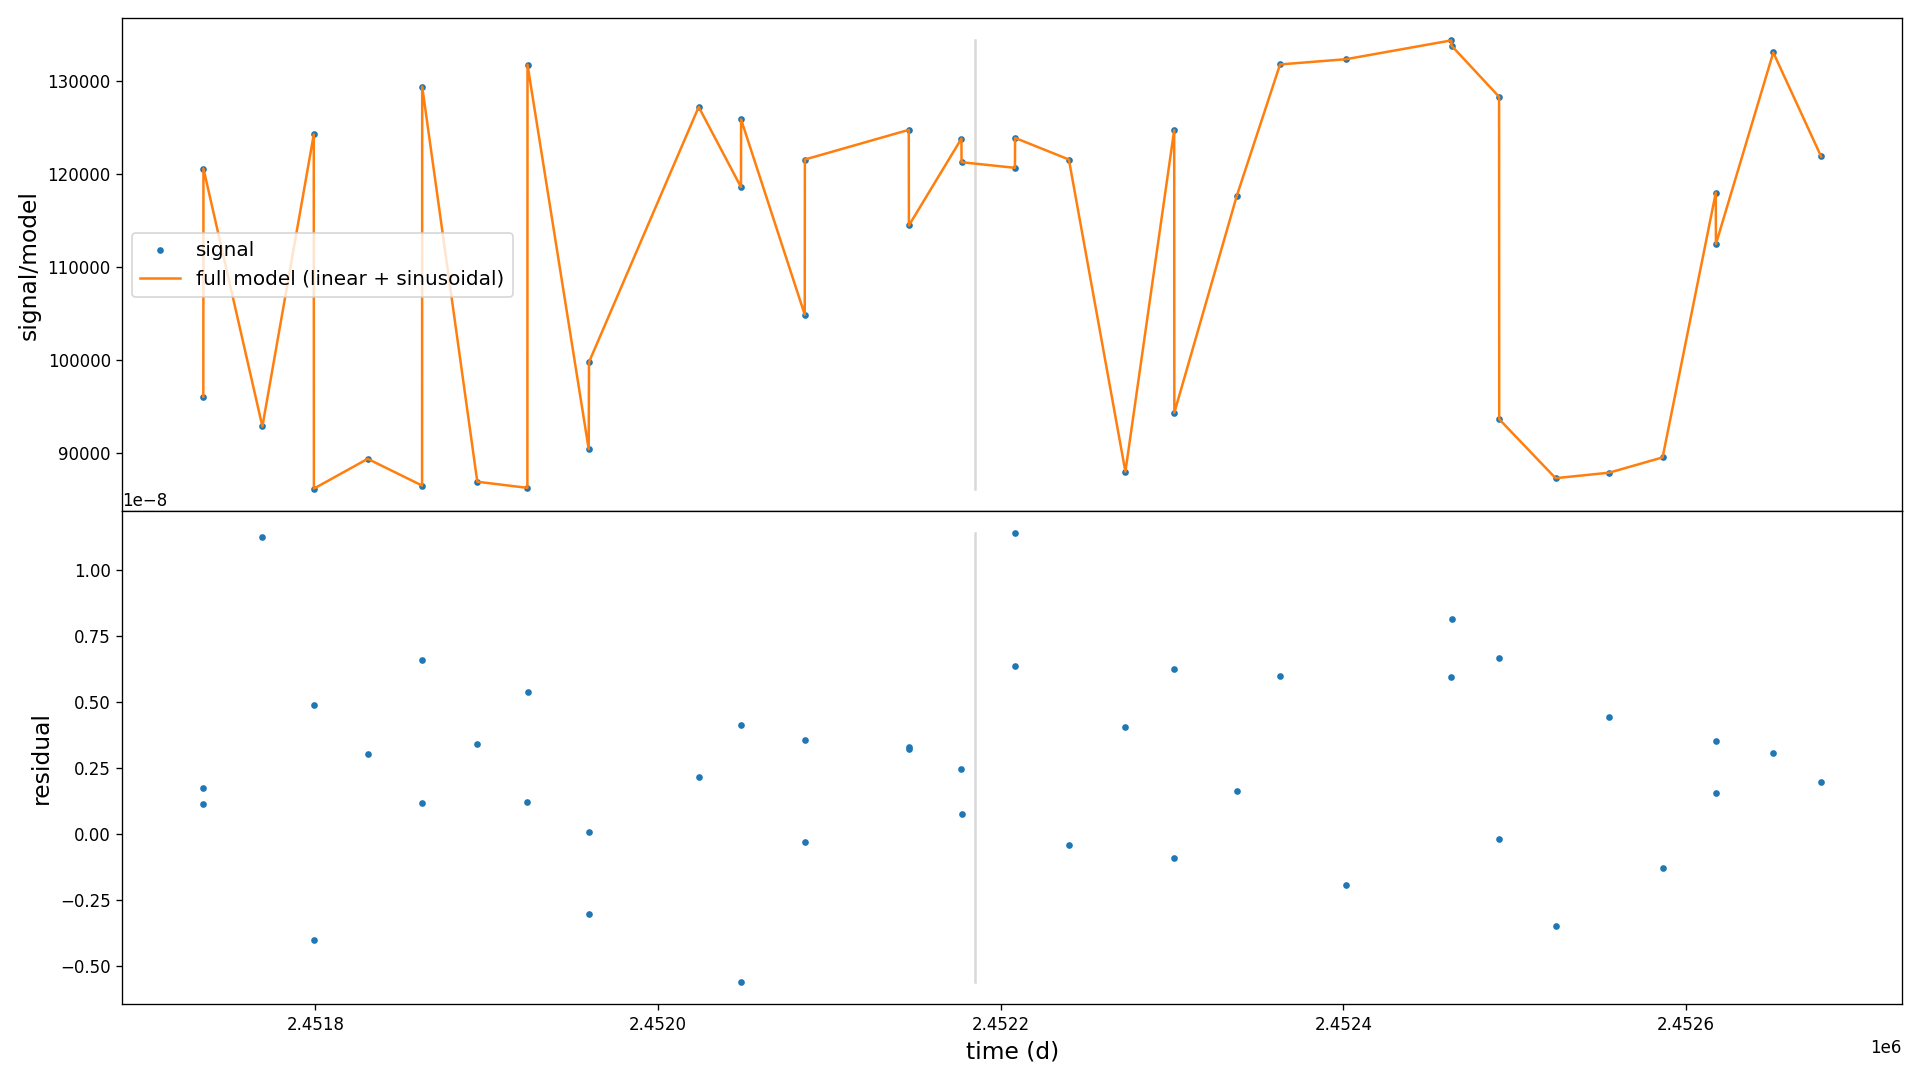 130000
120000
110000
100000
90000
signal/model
signal
full model (linear + sinusoidal)
1e−8
1.00
0.75
0.50
0.25
0.00
−0.25
−0.50
residual
2.4518
2.4520
2.4522
2.4524
2.4526
time (d)
1e6